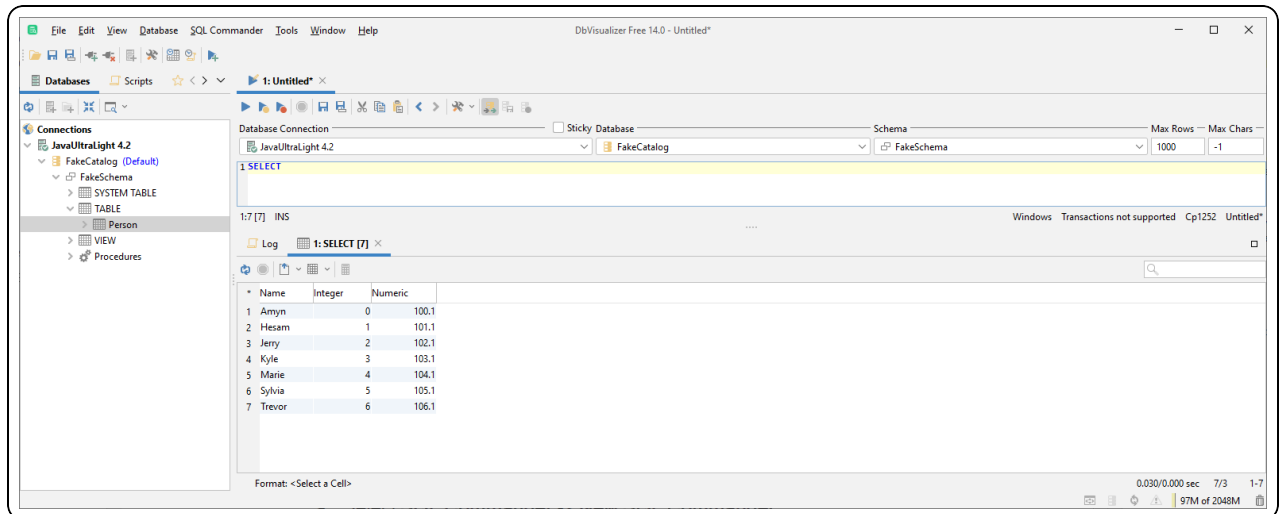 File Edit View Database SQL Commander Tools Window Help DbVisualizer Free 14.0 - Untitled*
Databases Scripts 1: Untitled*
Connections
JavaUltraLight 4.2
FakeCatalog (Default)
FakeSchema
SYSTEM TABLE
TABLE
Person
VIEW
Procedures
Database Connection Sticky Database Schema Max Rows Max Chars
JavaUltraLight 4.2 FakeCatalog FakeSchema 1000 -1
1 SELECT
1:7 [7] INS Windows Transactions not supported Cp1252 Untitled*
Log 1: SELECT [7]
* Name Integer Numeric
1 Amyn 0 100.1
2 Hesam 1 101.1
3 Jerry 2 102.1
4 Kyle 3 103.1
5 Marie 4 104.1
6 Sylvia 5 105.1
7 Trevor 6 106.1
Format: <Select a Cell> 0.030/0.000 sec 7/3 1-7
97M of 2048M